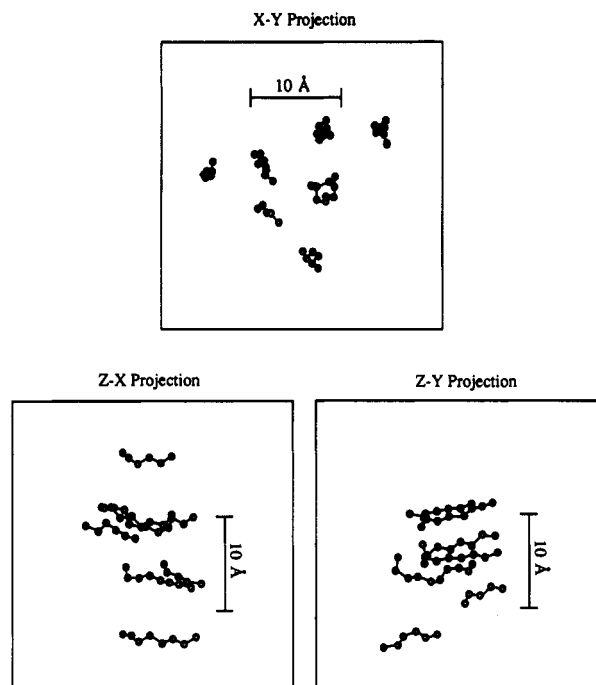 X-Y Projection
10 Å
Z-X Projection
Z-Y Projection
10 Å
10 Å